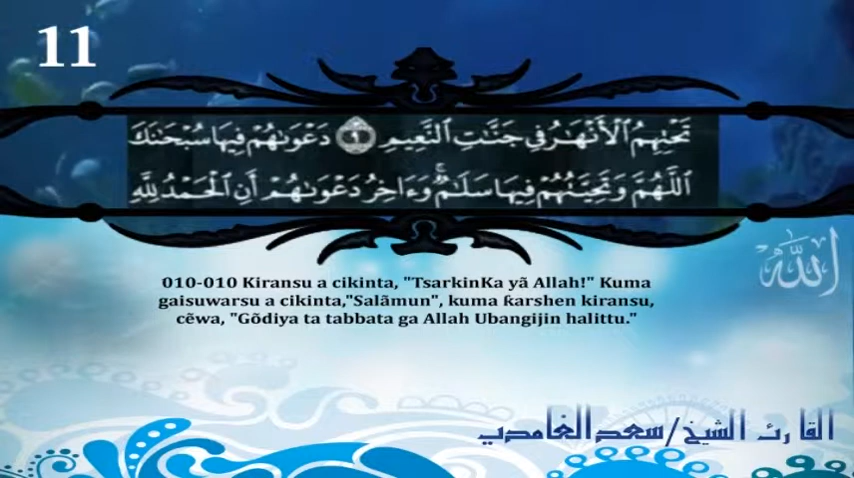 11
تَحْتِهِمُ ٱلْأَنْهَـٰرُ فِى جَنَّـٰتِ ٱلنَّعِيمِ ۝٩ دَعْوَىٰهُمْ فِيهَا سُبْحَـٰنَكَ
ٱللَّهُمَّ وَتَحِيَّتُهُمْ فِيهَا سَلَـٰمٌ ۚ وَءَاخِرُ دَعْوَىٰهُمْ أَنِ ٱلْحَمْدُ لِلَّهِ
الله
010-010 Kiransu a cikinta, "TsarkinKa yã Allah!" Kuma
gaisuwarsu a cikinta,"Salãmun", kuma ƙarshen kiransu,
cẽwa, "Gõdiya ta tabbata ga Allah Ubangijin halittu."
القارئ الشيخ/سعد الغامدي